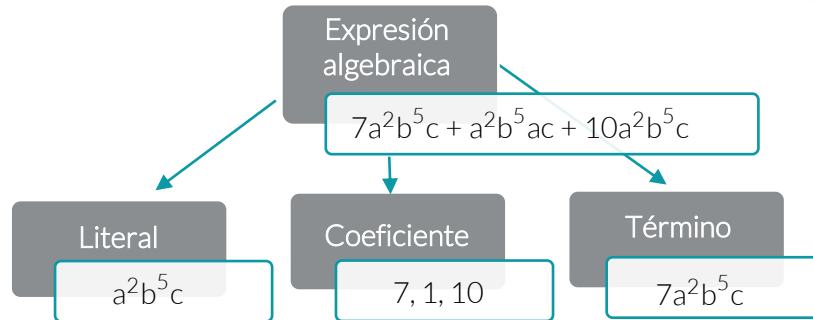 Expresión
algebraica
7a²b⁵c + a²b⁵ac + 10a²b⁵c
Literal
a²b⁵c
Coeficiente
7, 1, 10
Término
7a²b⁵c